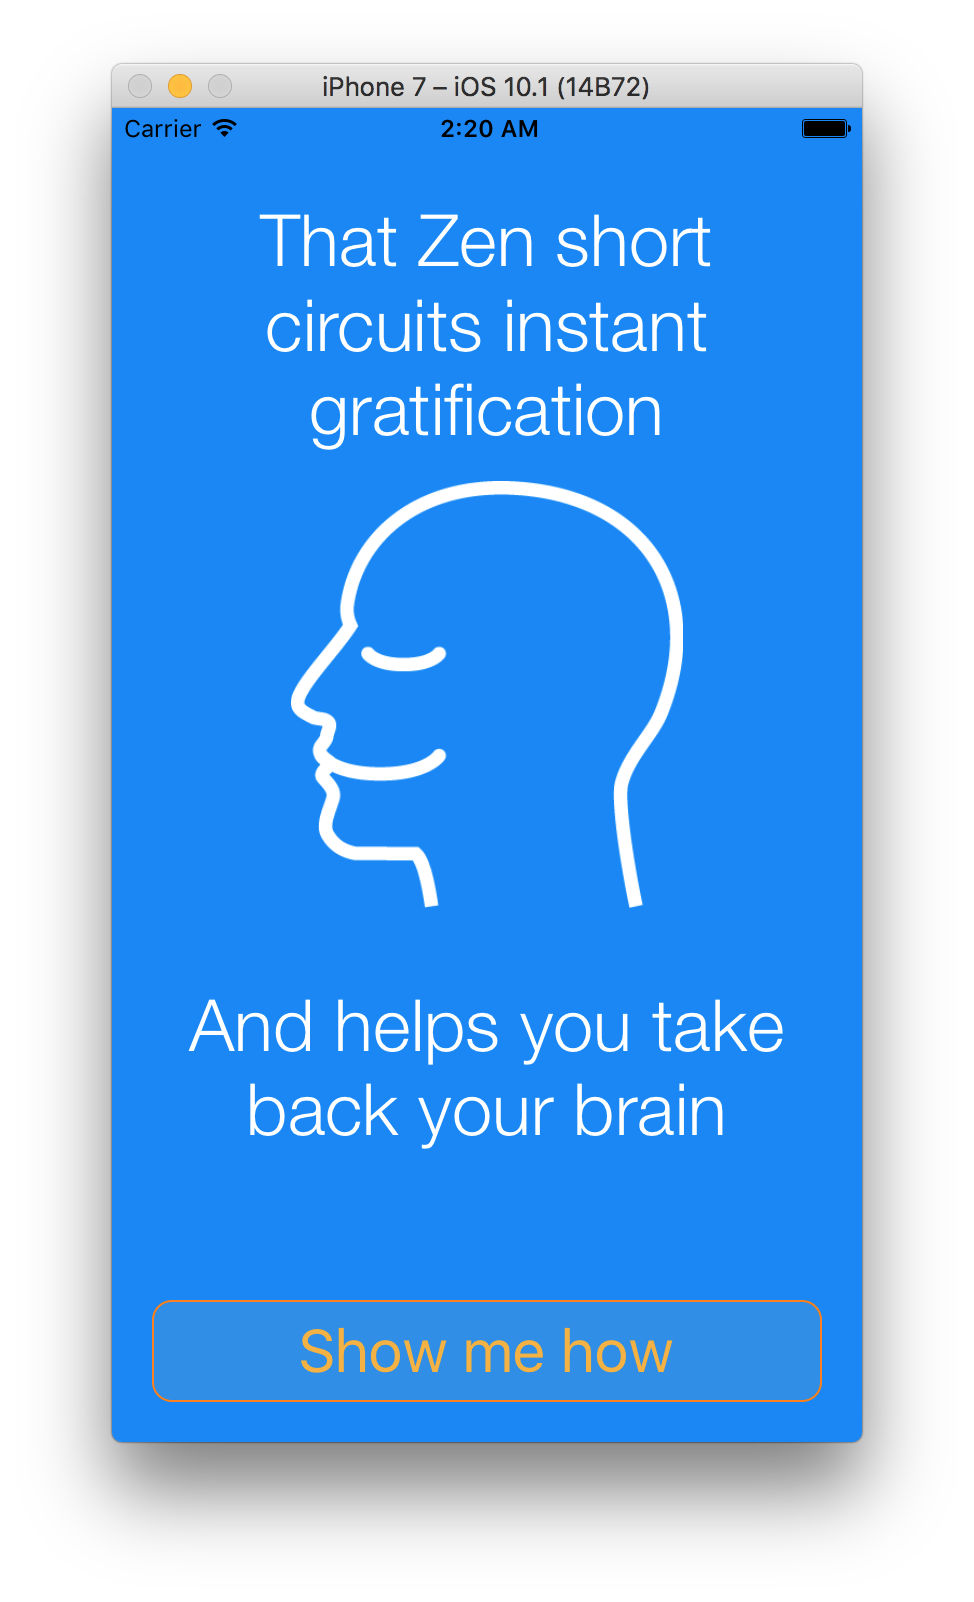 iPhone 7 – iOS 10.1 (14B72)
Carrier 2:20 AM
That Zen short
circuits instant
gratification
And helps you take
back your brain
Show me how